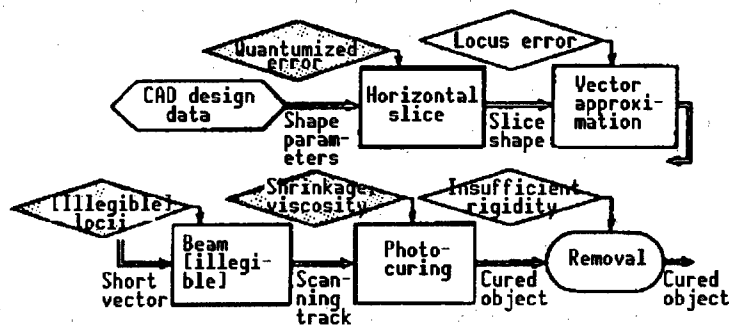 Quantumized
error
Locus error
CAD design
data
Shape
param-
eters
Horizontal
slice
Slice
shape
Vector
approxi-
mation
[Illegible]
locii
Short
vector
Beam
[illegi-
ble]
Scan-
ning
track
Shrinkage,
viscosity
Photo-
curing
Cured
object
Insufficient
rigidity
Removal
Cured
object